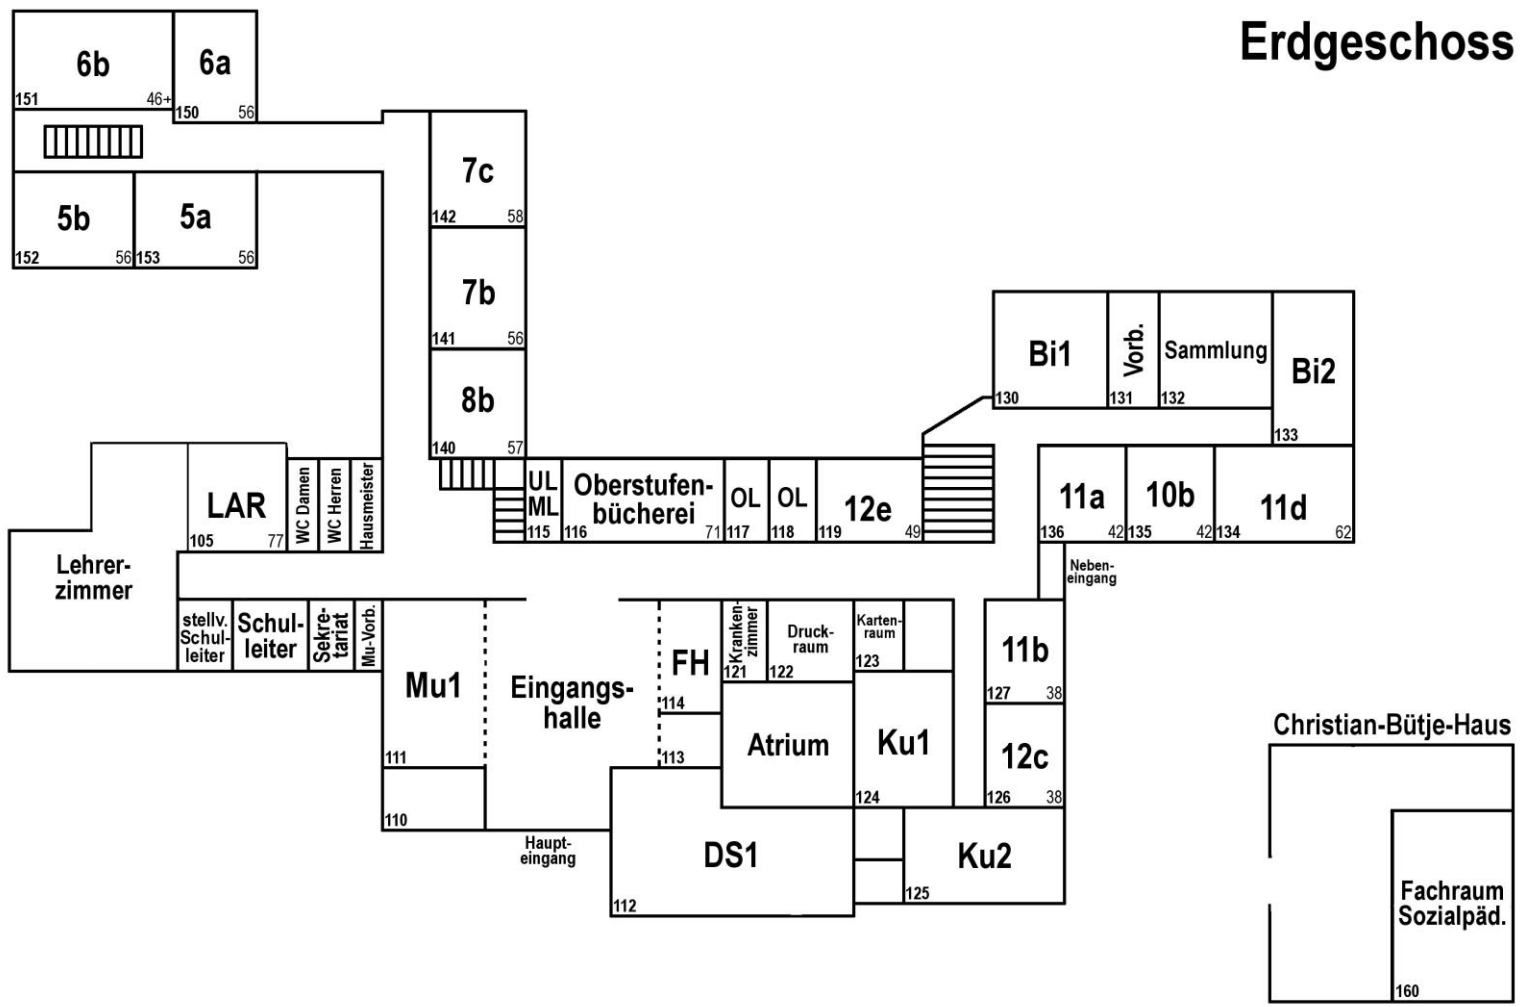 Erdgeschoss
6b
151 46+
6a
150 56
5b
152 56
5a
153 56
7c
142 58
7b
141 56
8b
140 57
Bi1
130
Vorb.
131
Sammlung
132
Bi2
133
LAR
105 77
WC Damen
WC Herren
Hausmeister
UL
ML
115
Oberstufen-
bücherei
116 71
OL
117
OL
118
12e
119 49
11a
136 42
10b
135 42
11d
134 62
Lehrer-
zimmer
Neben-
eingang
stellv.
Schul-
leiter
Schul-
leiter
Sekre-
tariat
Mu-Vorb.
Mu1
111
110
Eingangs-
halle
FH
114
113
Kranken-
zimmer
121
Druck-
raum
122
Karten-
raum
123
11b
127 38
Atrium
Ku1
124
12c
126 38
Haupt-
eingang
DS1
112
Ku2
125
Christian-Bütje-Haus
Fachraum
Sozialpäd.
160